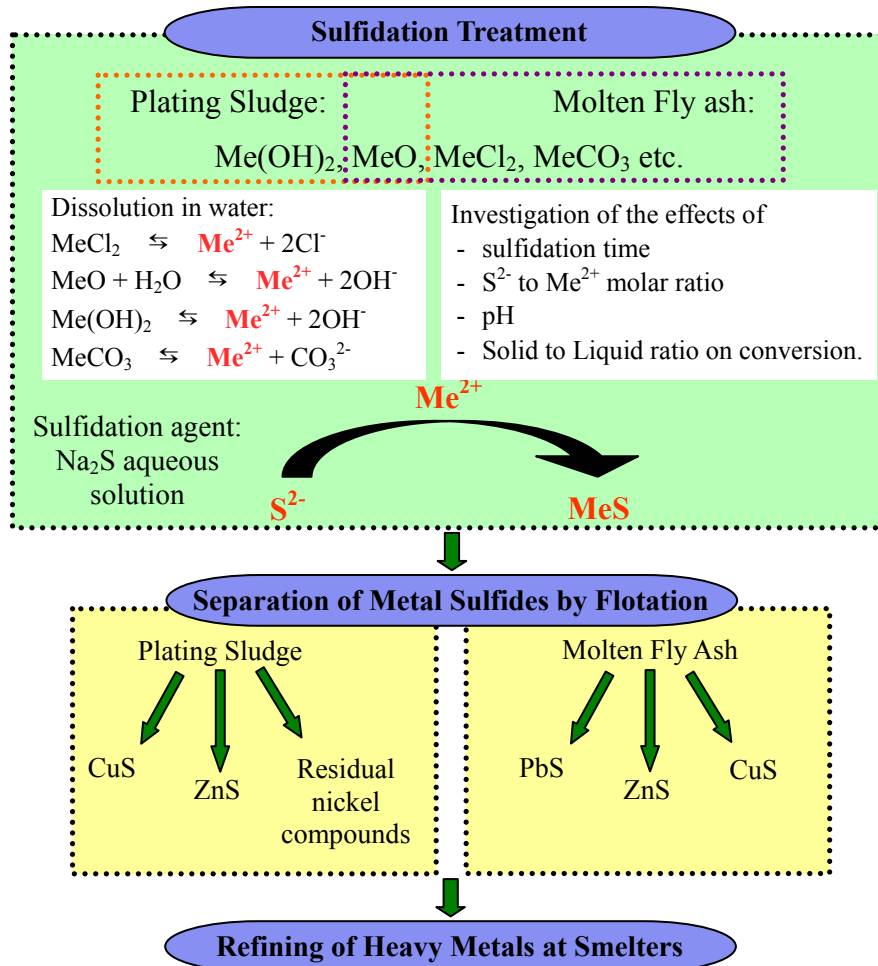 Sulfidation Treatment
Plating Sludge: Molten Fly ash:
Me(OH)₂, MeO, MeCl₂, MeCO₃ etc.
Dissolution in water:
MeCl₂ ⇆ Me²⁺ + 2Cl⁻
MeO + H₂O ⇆ Me²⁺ + 2OH⁻
Me(OH)₂ ⇆ Me²⁺ + 2OH⁻
MeCO₃ ⇆ Me²⁺ + CO₃²⁻
Investigation of the effects of
- sulfidation time
- S²⁻ to Me²⁺ molar ratio
- pH
- Solid to Liquid ratio on conversion.
Me²⁺
Sulfidation agent:
Na₂S aqueous
solution
S²⁻ MeS
Separation of Metal Sulfides by Flotation
Plating Sludge
CuS
ZnS
Residual
nickel
compounds
Molten Fly Ash
PbS
ZnS
CuS
Refining of Heavy Metals at Smelters